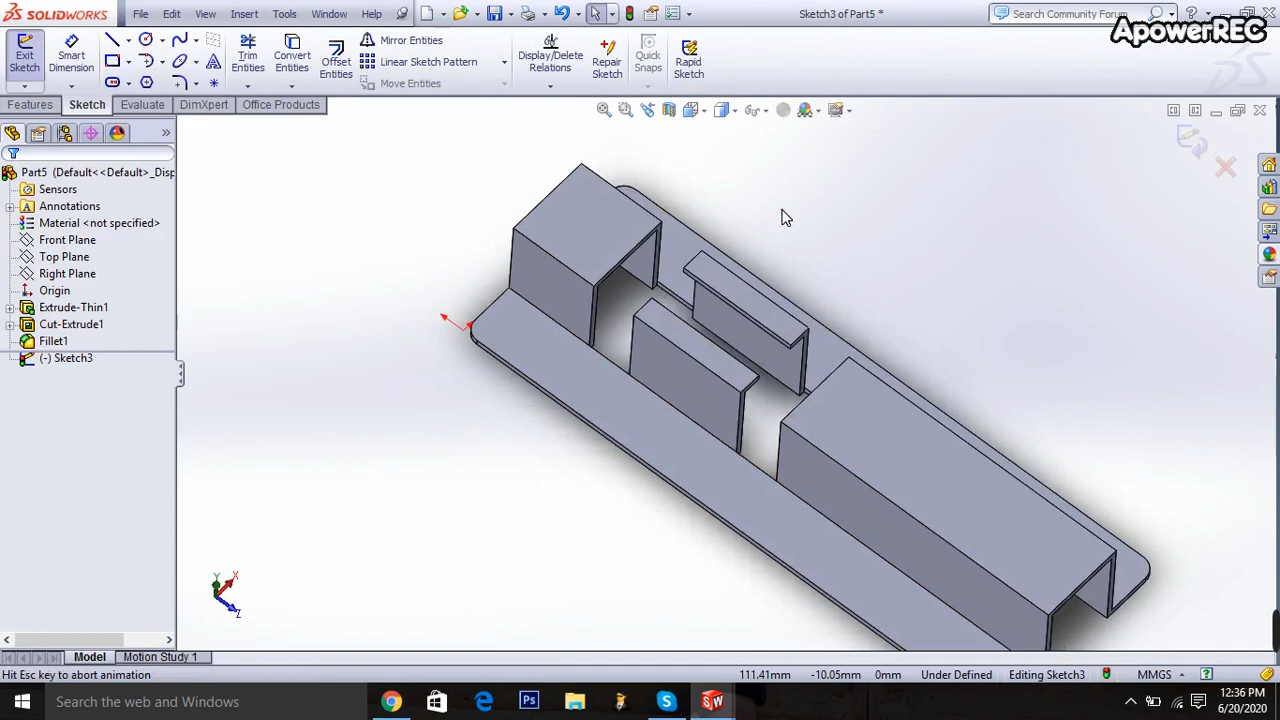 SOLIDWORKS File Edit View Insert Tools Window Help Sketch3 of Part5 * Search Community Forum
ApowerREC
Exit Sketch Smart Dimension Trim Entities Convert Entities Offset Entities Mirror Entities Linear Sketch Pattern Move Entities Display/Delete Relations Repair Sketch Quick Snaps Rapid Sketch
Features Sketch Evaluate DimXpert Office Products
Part5 (Default<<Default>_Disp
Sensors
Annotations
Material <not specified>
Front Plane
Top Plane
Right Plane
Origin
Extrude-Thin1
Cut-Extrude1
Fillet1
(-) Sketch3
Y X Z
Model Motion Study 1
Hit Esc key to abort animation 111.41mm -10.05mm 0mm Under Defined Editing Sketch3 MMGS
Search the web and Windows
12:36 PM
6/20/2020